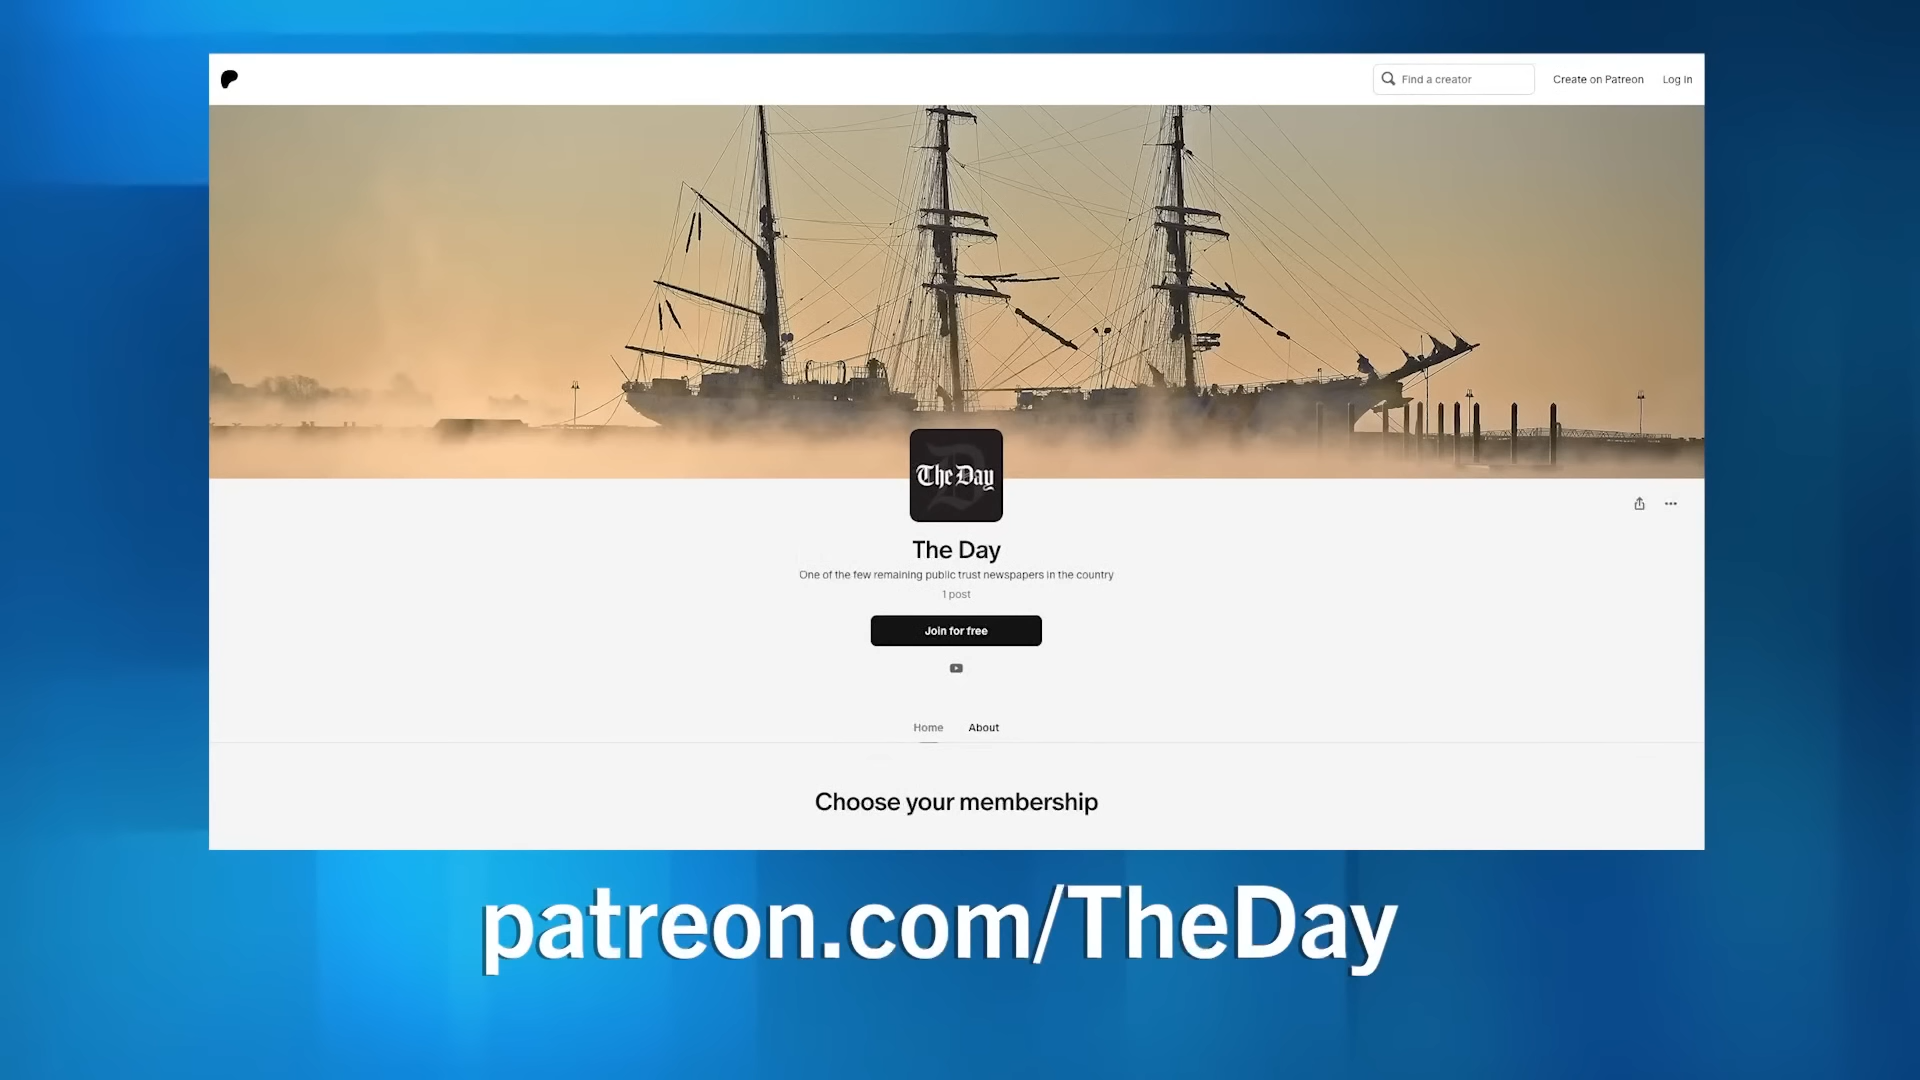 Find a creator
Create on Patreon
Log in
The Day
The Day
One of the few remaining public trust newspapers in the country
1 post
Join for free
Home
About
Choose your membership
patreon.com/TheDay